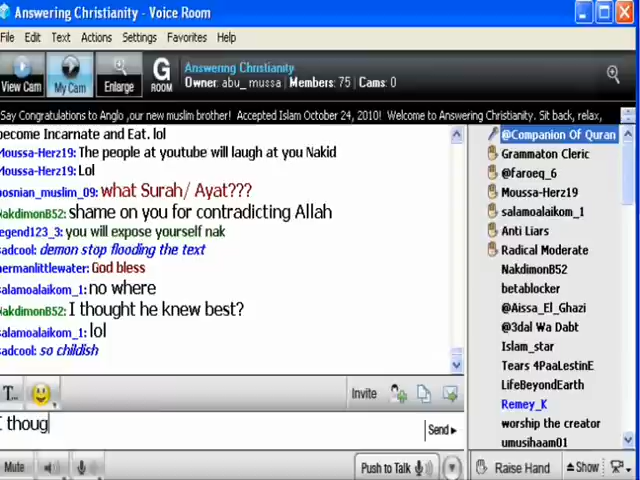 Answering Christianity - Voice Room
File Edit Text Actions Settings Favorites Help
View Cam My Cam Enlarge G ROOM Answering Christianity
Owner: abu_mussa | Members: 75 | Cams: 0
Say Congratulations to Anglo ,our new muslim brother! Accepted Islam October 24, 2010! Welcome to Answering Christianity. Sit back, relax,
become Incarnate and Eat. lol
Moussa-Herz19: The people at youtube will laugh at you Nakid
Moussa-Herz19: Lol
bosnian_muslim_09: what Surah/ Ayat???
NakdimonB52: shame on you for contradicting Allah
legend123_3: you will expose yourself nak
sadcool: demon stop flooding the text
hermanlittlewater: God bless
salamoalaikom_1: no where
NakdimonB52: I thought he knew best?
salamoalaikom_1: lol
sadcool: so childish
@Companion Of Quran
Grammaton Cleric
@faroeq_6
Moussa-Herz19
salamoalaikom_1
Anti Liars
Radical Moderate
NakdimonB52
betablocker
@Aissa_El_Ghazi
@3dal Wa Dabt
Islam_star
Tears 4PaaLestinE
LifeBeyondEarth
Remey_K
worship the creator
umusihaam01
T... Invite
I thoug
Send
Mute Push to Talk Raise Hand Show